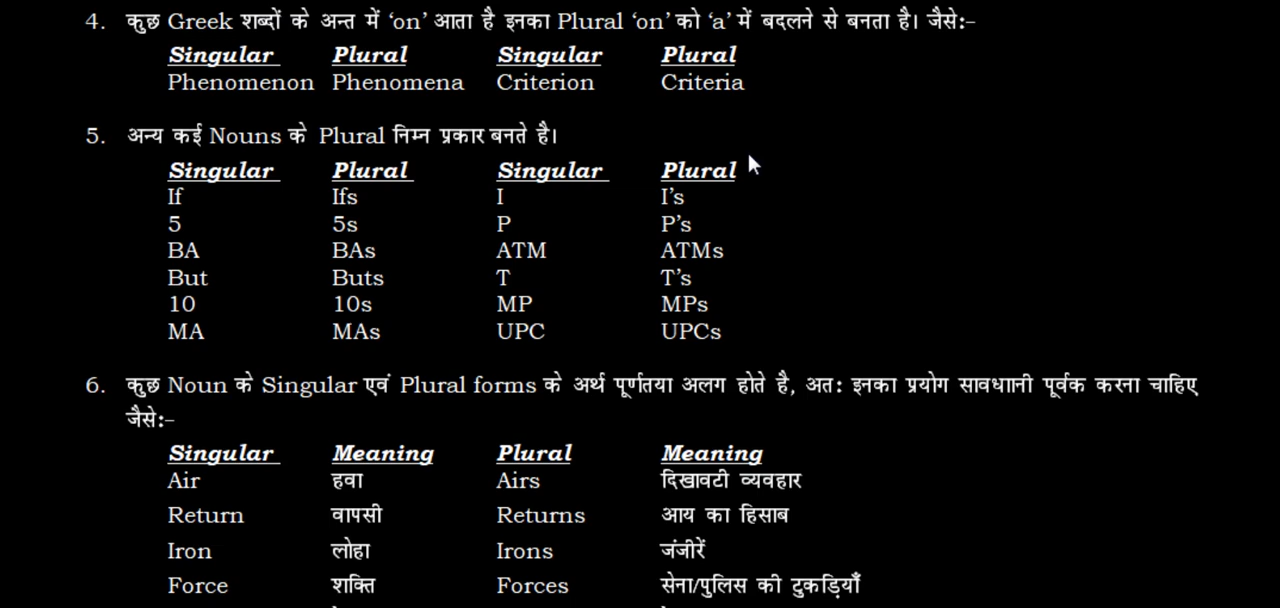 4. कुछ Greek शब्दों के अन्त में ‘on’ आता है इनका Plural ‘on’ को ‘a’ में बदलने से बनता है। जैसे:–
Singular Plural Singular Plural
Phenomenon Phenomena Criterion Criteria
5. अन्य कई Nouns के Plural निम्न प्रकार बनते है।
Singular Plural Singular Plural
If Ifs I I’s
5 5s P P’s
BA BAs ATM ATMs
But Buts T T’s
10 10s MP MPs
MA MAs UPC UPCs
6. कुछ Noun के Singular एवं Plural forms के अर्थ पूर्णतया अलग होते है, अत: इनका प्रयोग सावधाानी पूर्वक करना चाहिए
जैसे:–
Singular Meaning Plural Meaning
Air हवा Airs दिखावटी व्यवहार
Return वापसी Returns आय का हिसाब
Iron लोहा Irons जंजीरें
Force शक्ति Forces सेना/पुलिस की टुकड़ियाँ